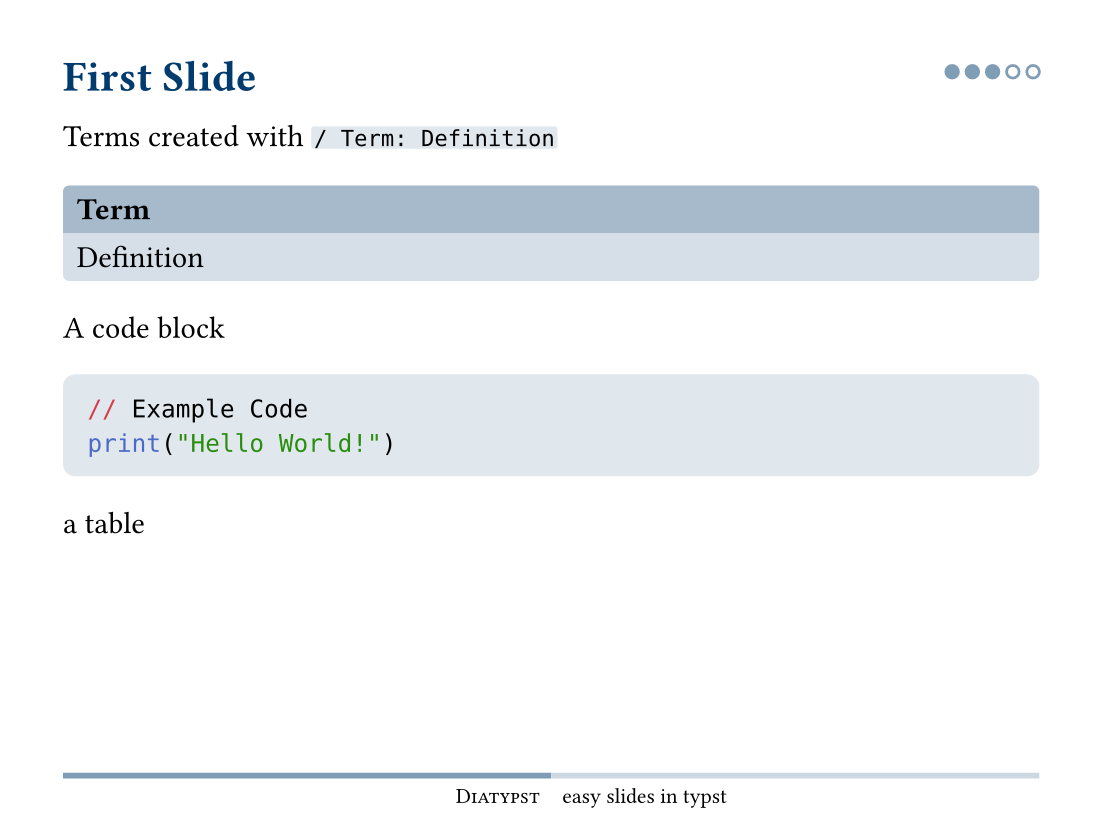 First Slide
Terms created with / Term: Definition
Term
Definition
A code block
// Example Code
print("Hello World!")
a table
Diatypst easy slides in typst